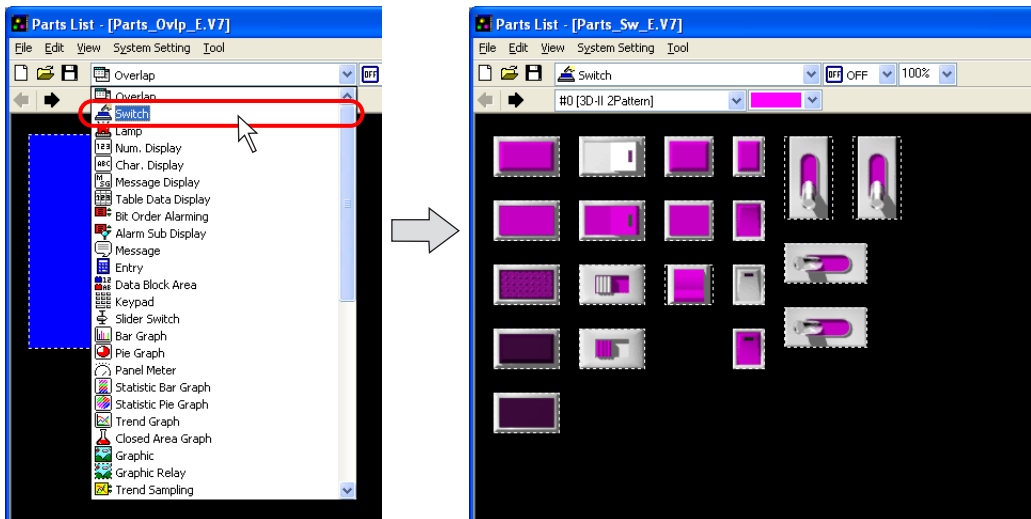 Parts List - [Parts_Ovlp_E.V7]
File Edit View System Setting Tool
Overlap
OFF
Overlap
Switch
Lamp
Num. Display
Char. Display
Message Display
Table Data Display
Bit Order Alarming
Alarm Sub Display
Message
Entry
Data Block Area
Keypad
Slider Switch
Bar Graph
Pie Graph
Panel Meter
Statistic Bar Graph
Statistic Pie Graph
Trend Graph
Closed Area Graph
Graphic
Graphic Relay
Trend Sampling
Parts List - [Parts_Sw_E.V7]
File Edit View System Setting Tool
Switch
OFF OFF 100%
#0 [3D-II 2Pattern]